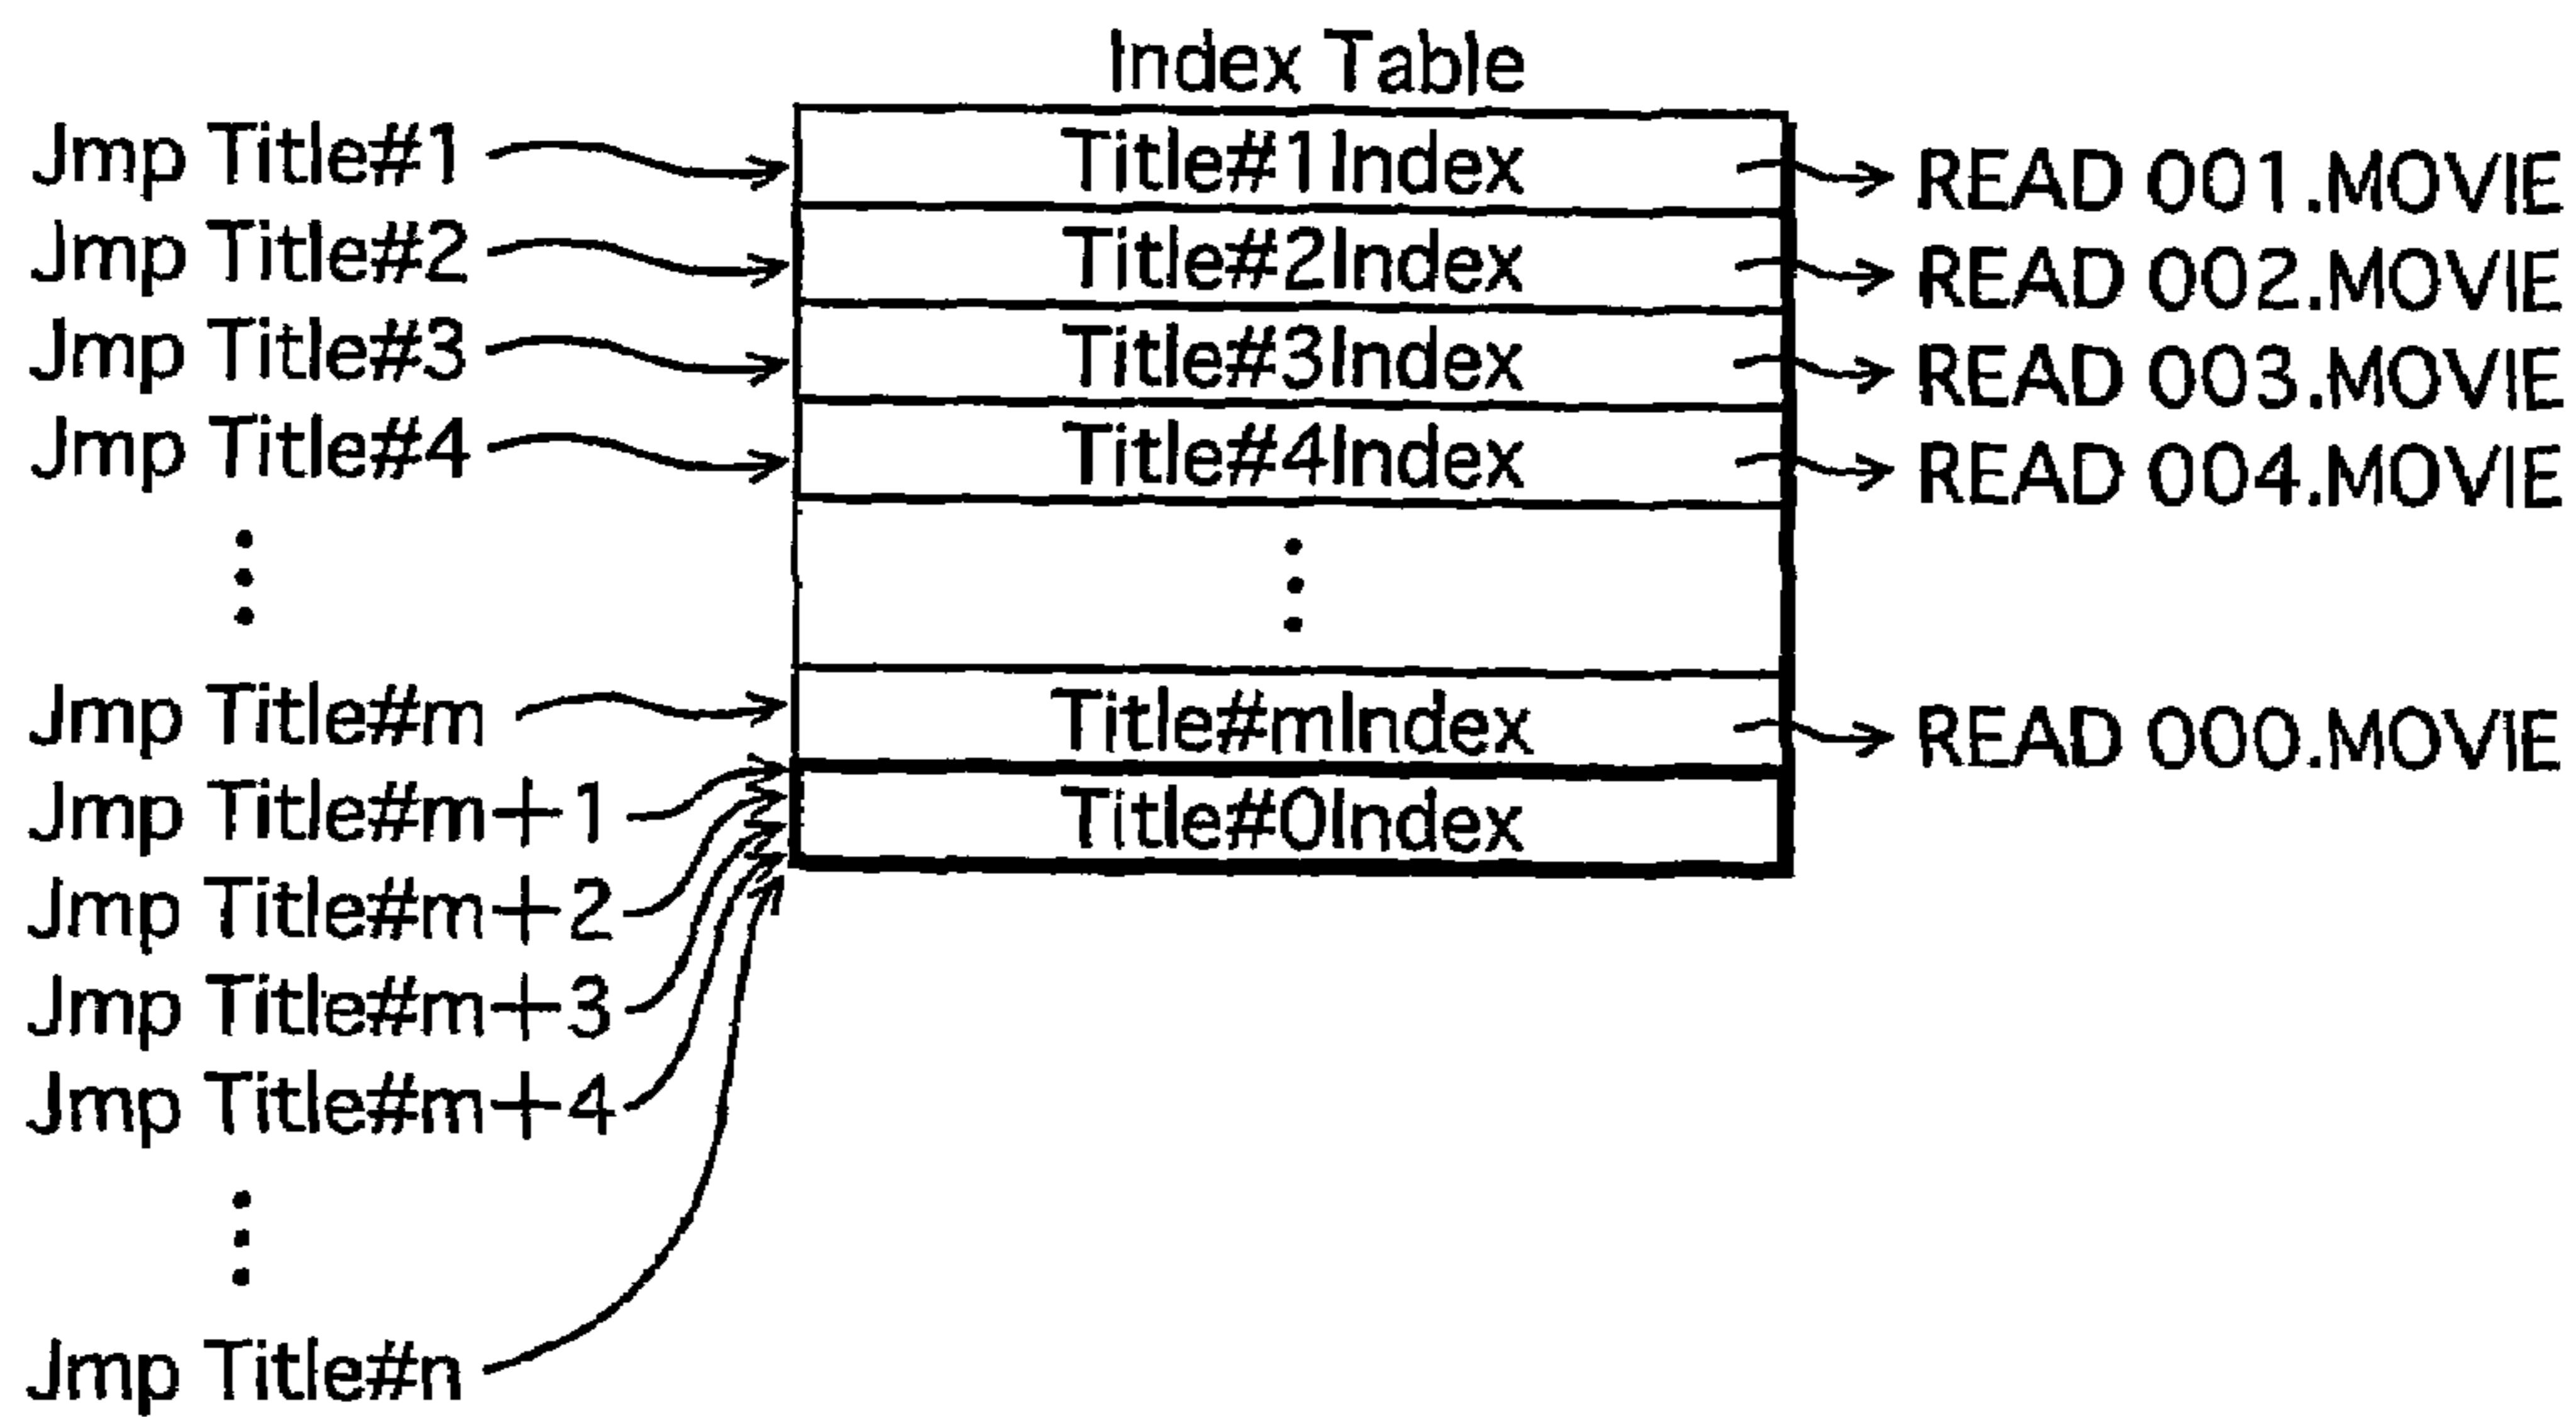 Index Table
Jmp Title#1 Title#1Index READ 001.MOVIE
Jmp Title#2 Title#2Index READ 002.MOVIE
Jmp Title#3 Title#3Index READ 003.MOVIE
Jmp Title#4 Title#4Index READ 004.MOVIE
Jmp Title#m Title#mIndex READ 000.MOVIE
Jmp Title#m+1 Title#0Index
Jmp Title#m+2
Jmp Title#m+3
Jmp Title#m+4
Jmp Title#n